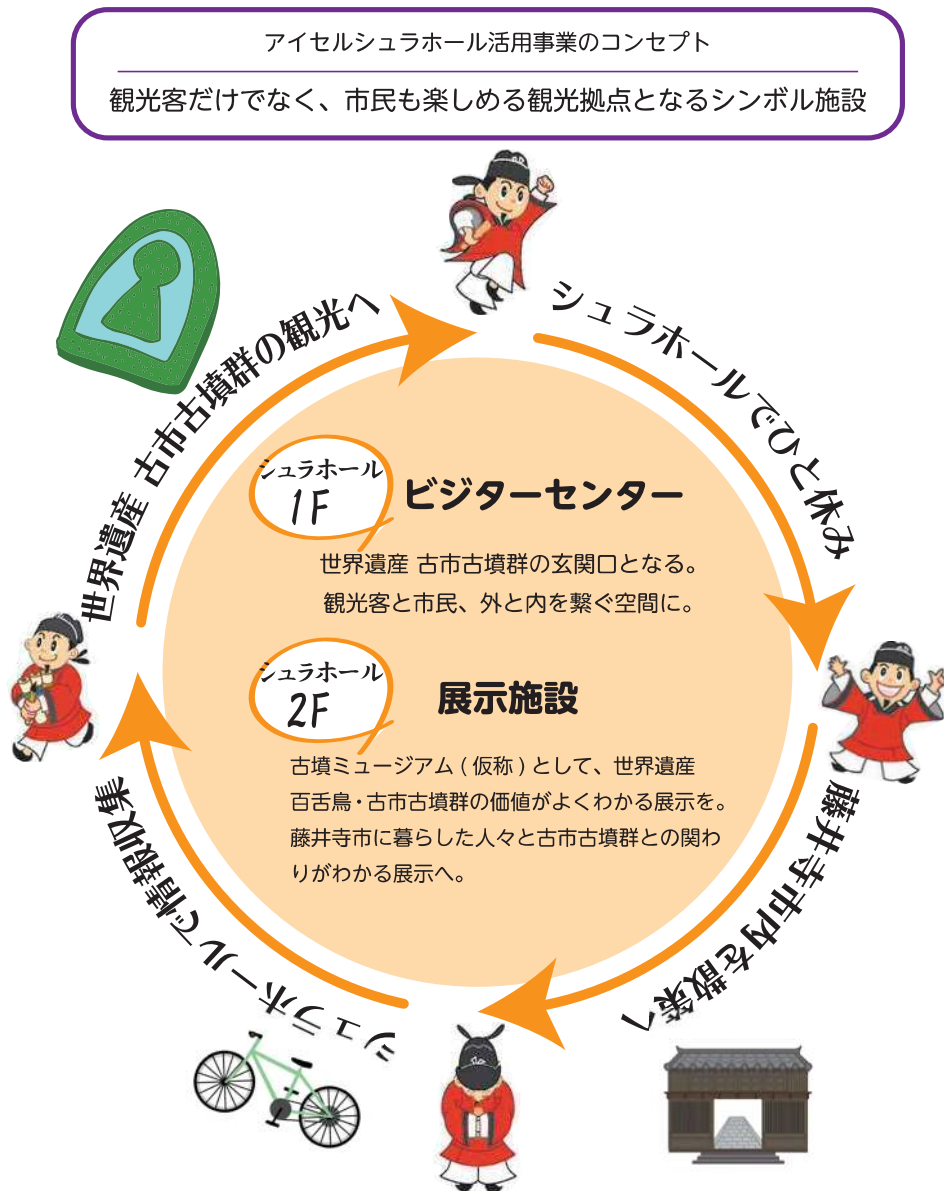 アイセルシュラホール活用事業のコンセプト
観光客だけでなく、市民も楽しめる観光拠点となるシンボル施設
世界遺産 古市古墳群の観光へ
シュラホールでひと休み
シュラホール
1F
ビジターセンター
世界遺産 古市古墳群の玄関口となる。
観光客と市民、外と内を繋ぐ空間に。
シュラホール
2F
展示施設
古墳ミュージアム(仮称)として、世界遺産
百舌鳥・古市古墳群の価値がよくわかる展示を。
藤井寺市に暮らした人々と古市古墳群との関わ
りがわかる展示へ。
藤井寺市内を散策へ
シュラホールで情報収集